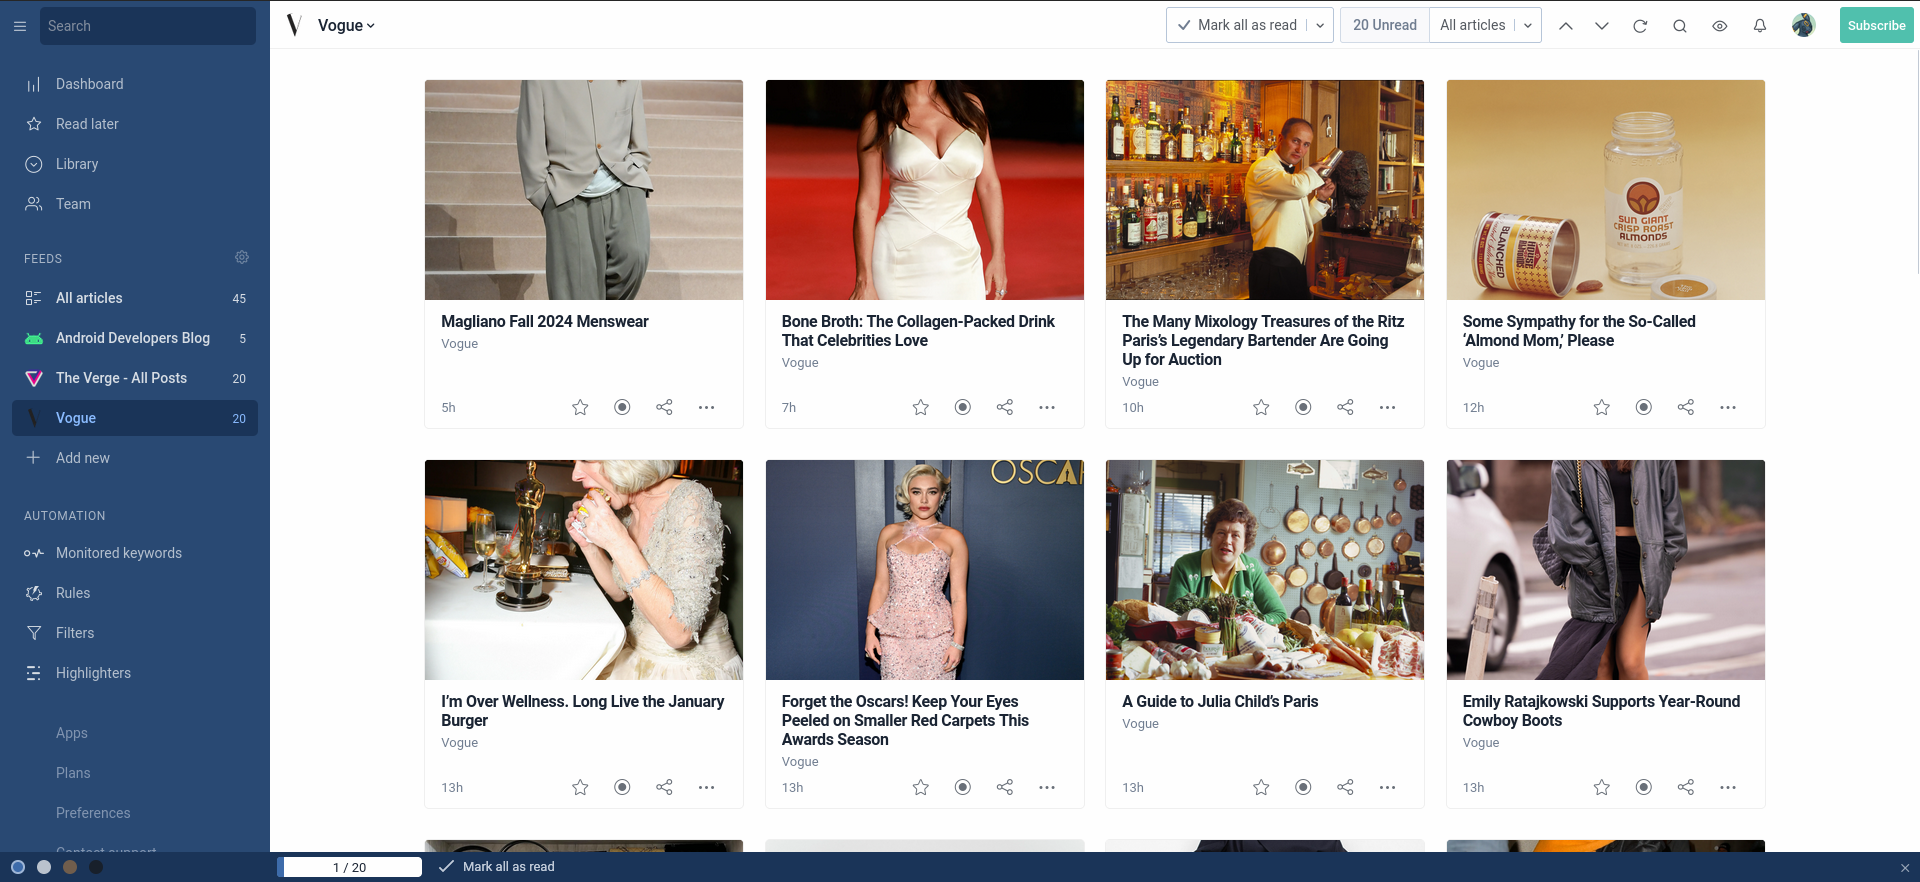 Search
Dashboard
Read later
Library
Team
FEEDS
All articles
45
Android Developers Blog
5
The Verge - All Posts
20
Vogue
20
Add new
AUTOMATION
Monitored keywords
Rules
Filters
Highlighters
Apps
Plans
Preferences
Contact support
Vogue
Mark all as read
20 Unread
All articles
Subscribe
SUN GIANT
CRISP ROAST
ALMONDS
BLANCHED
Magliano Fall 2024 Menswear
Vogue
5h
Bone Broth: The Collagen-Packed Drink
That Celebrities Love
Vogue
7h
The Many Mixology Treasures of the Ritz
Paris's Legendary Bartender Are Going
Up for Auction
Vogue
10h
Some Sympathy for the So-Called
‘Almond Mom,’ Please
Vogue
12h
OSCA
I'm Over Wellness. Long Live the January
Burger
Vogue
13h
Forget the Oscars! Keep Your Eyes
Peeled on Smaller Red Carpets This
Awards Season
Vogue
13h
A Guide to Julia Child's Paris
Vogue
13h
Emily Ratajkowski Supports Year-Round
Cowboy Boots
Vogue
13h
1 / 20
Mark all as read